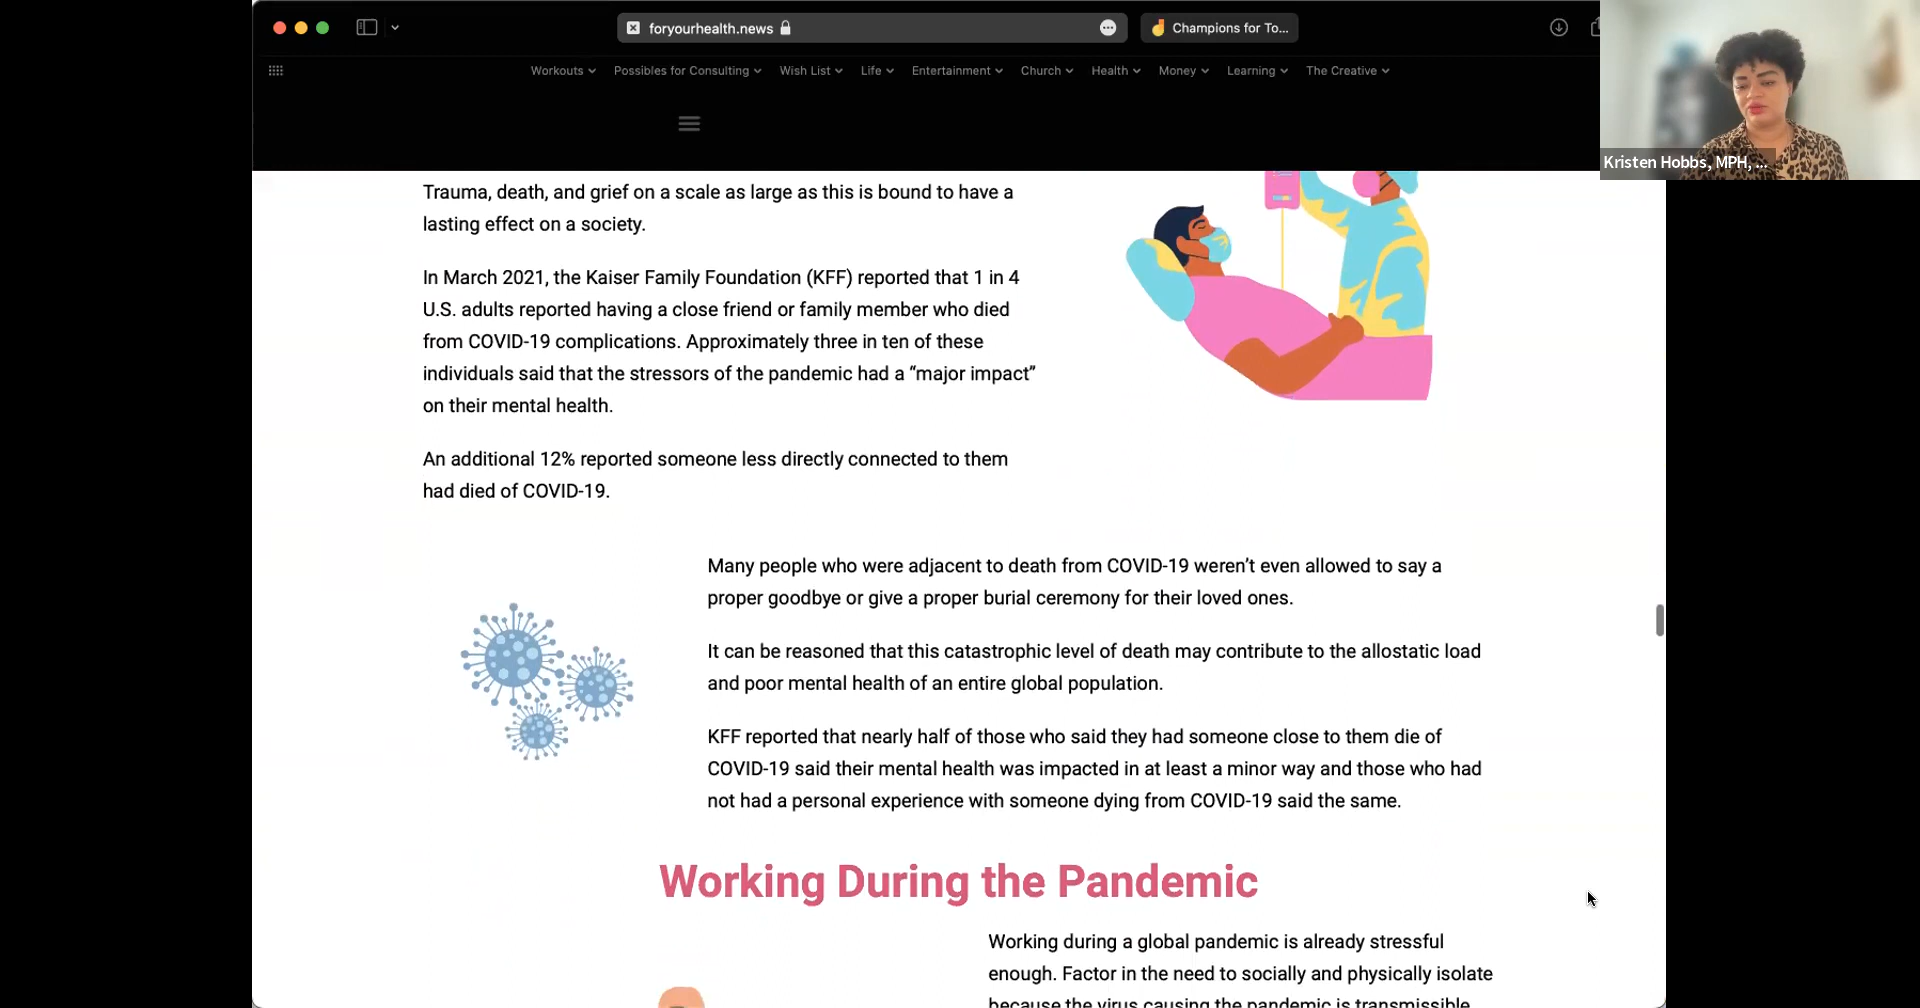 foryourhealth.news
Champions for To...
Workouts
Possibles for Consulting
Wish List
Life
Entertainment
Church
Health
Money
Learning
The Creative
Kristen Hobbs, MPH, ...
Trauma, death, and grief on a scale as large as this is bound to have a
lasting effect on a society.
In March 2021, the Kaiser Family Foundation (KFF) reported that 1 in 4
U.S. adults reported having a close friend or family member who died
from COVID-19 complications. Approximately three in ten of these
individuals said that the stressors of the pandemic had a “major impact”
on their mental health.
An additional 12% reported someone less directly connected to them
had died of COVID-19.
Many people who were adjacent to death from COVID-19 weren’t even allowed to say a
proper goodbye or give a proper burial ceremony for their loved ones.
It can be reasoned that this catastrophic level of death may contribute to the allostatic load
and poor mental health of an entire global population.
KFF reported that nearly half of those who said they had someone close to them die of
COVID-19 said their mental health was impacted in at least a minor way and those who had
not had a personal experience with someone dying from COVID-19 said the same.
Working During the Pandemic
Working during a global pandemic is already stressful
enough. Factor in the need to socially and physically isolate
because the virus causing the pandemic is transmissible